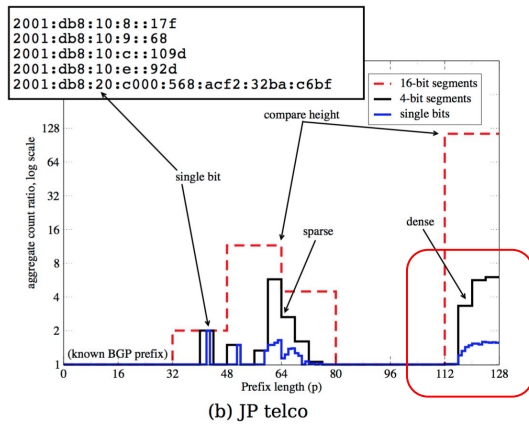 2001:db8:10:8::17f
2001:db8:10:9::68
2001:db8:10:c::109d
2001:db8:10:e::92d
2001:db8:20:c000:568:acf2:32ba:c6bf
16-bit segments
4-bit segments
single bits
128
64
32
16
8
4
2
1
aggregate count ratio, log scale
compare height
single bit
sparse
dense
(known BGP prefix)
0 16 32 48 64 80 96 112 128
Prefix length (p)
(b) JP telco